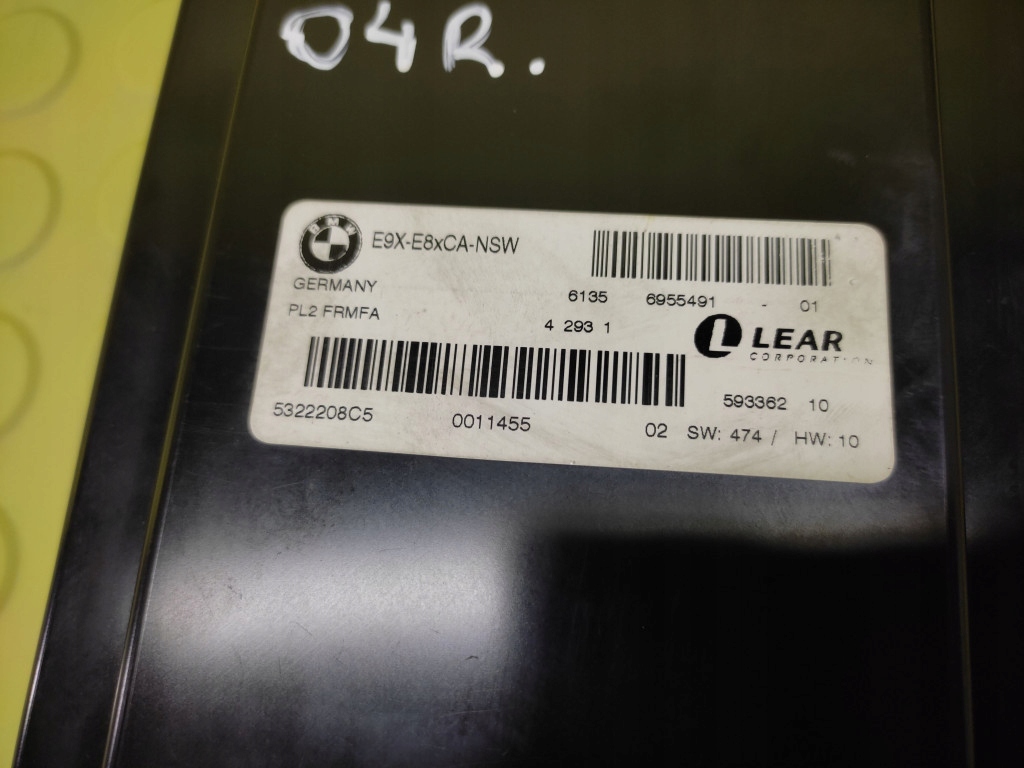 04R.
BMW
E9X-E8xCA-NSW
GERMANY
6135 6955491 - 01
PL2 FRMFA
4 293 1
LEAR
CORPORATION
593362 10
5322208C5 0011455 02 SW: 474 / HW: 10